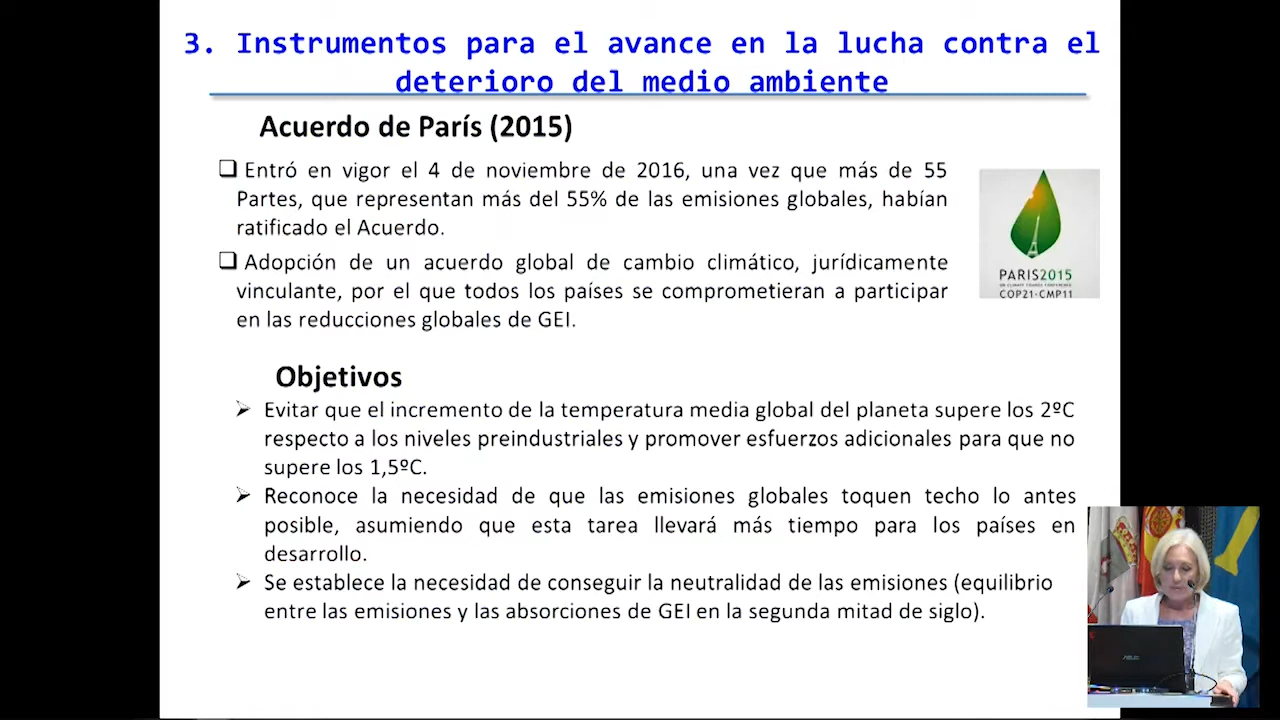 3. Instrumentos para el avance en la lucha contra el
deterioro del medio ambiente
Acuerdo de París (2015)
Entró en vigor el 4 de noviembre de 2016, una vez que más de 55
Partes, que representan más del 55% de las emisiones globales, habían
ratificado el Acuerdo.
Adopción de un acuerdo global de cambio climático, jurídicamente
vinculante, por el que todos los países se comprometieran a participar
en las reducciones globales de GEI.
PARIS2015
UN CLIMATE CHANGE CONFERENCE
COP21·CMP11
Objetivos
Evitar que el incremento de la temperatura media global del planeta supere los 2ºC
respecto a los niveles preindustriales y promover esfuerzos adicionales para que no
supere los 1,5ºC.
Reconoce la necesidad de que las emisiones globales toquen techo lo antes
posible, asumiendo que esta tarea llevará más tiempo para los países en
desarrollo.
Se establece la necesidad de conseguir la neutralidad de las emisiones (equilibrio
entre las emisiones y las absorciones de GEI en la segunda mitad de siglo).
ASUS